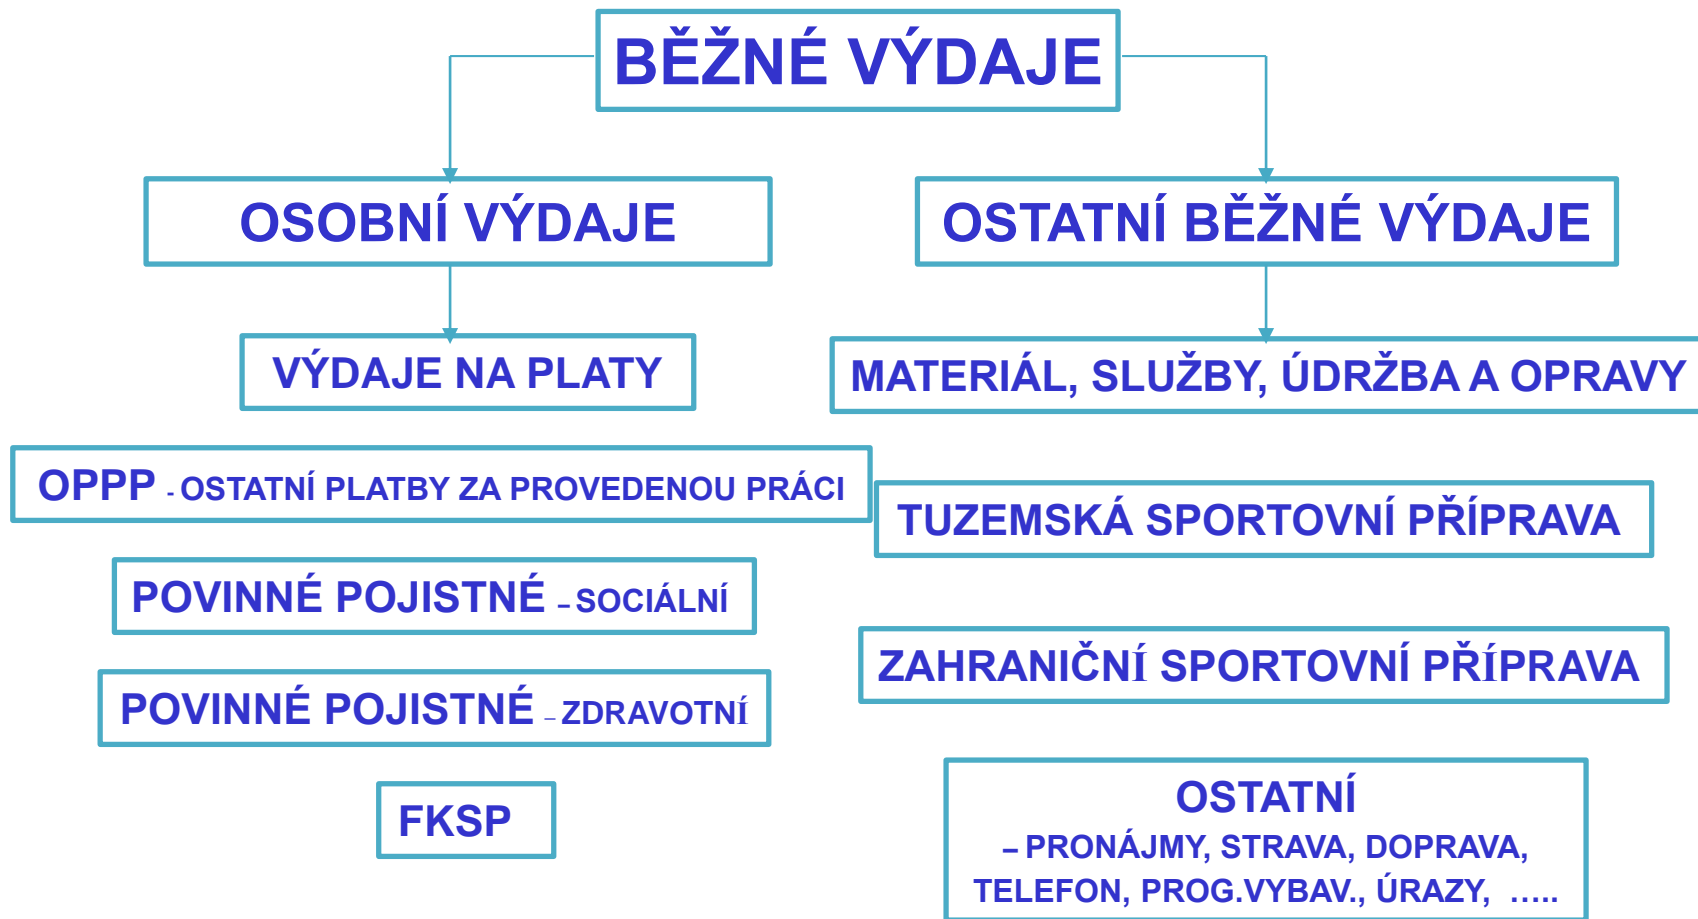 BĚŽNÉ VÝDAJE
OSOBNÍ VÝDAJE
OSTATNÍ BĚŽNÉ VÝDAJE
VÝDAJE NA PLATY
MATERIÁL, SLUŽBY, ÚDRŽBA A OPRAVY
OPPP - OSTATNÍ PLATBY ZA PROVEDENOU PRÁCI
TUZEMSKÁ SPORTOVNÍ PŘÍPRAVA
POVINNÉ POJISTNÉ – SOCIÁLNÍ
ZAHRANIČNÍ SPORTOVNÍ PŘÍPRAVA
POVINNÉ POJISTNÉ – ZDRAVOTNÍ
FKSP
OSTATNÍ
– PRONÁJMY, STRAVA, DOPRAVA,
TELEFON, PROG.VYBAV., ÚRAZY, …..